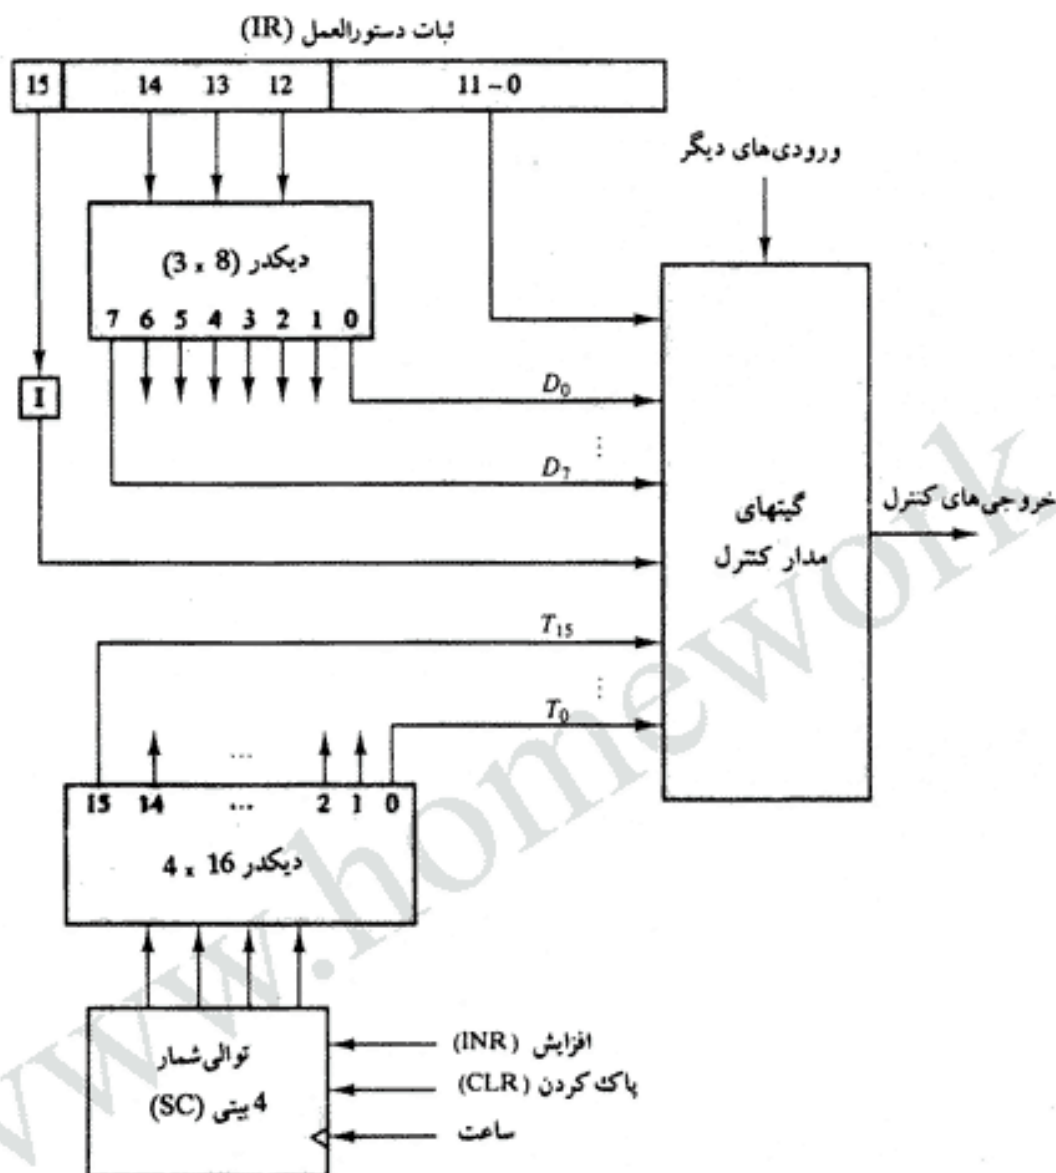 ثبات دستورالعمل (IR)
15 14 13 12 11 – 0
ورودی‌های دیگر
دیکدر (3 × 8)
7 6 5 4 3 2 1 0
I
D0
⋮
D7
گیتهای
مدار کنترل
خروجی‌های کنترل
T15
⋮
T0
...
15 14 ... 2 1 0
دیکدر 16 × 4
توالی‌شمار
4 بیتی (SC)
افزایش (INR)
پاک کردن (CLR)
ساعت
www.homework